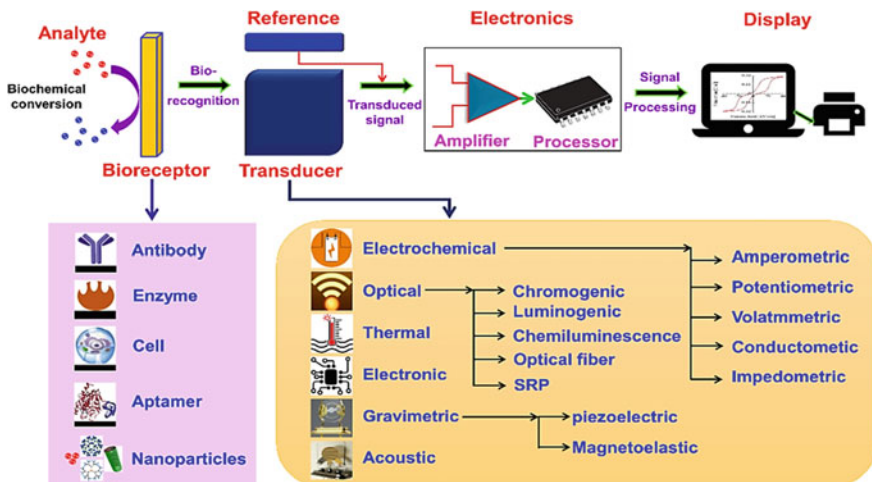 Analyte
Reference
Electronics
Display
Biochemical
conversion
Bio-
recognition
Transduced
signal
Signal
Processing
Amplifier
Processor
Bioreceptor
Transducer
Antibody
Enzyme
Cell
Aptamer
Nanoparticles
Electrochemical
Optical
Thermal
Electronic
Gravimetric
Acoustic
Chromogenic
Luminogenic
Chemiluminescence
Optical fiber
SRP
piezoelectric
Magnetoelastic
Amperometric
Potentiometric
Volatmmetric
Conductometic
Impedometric